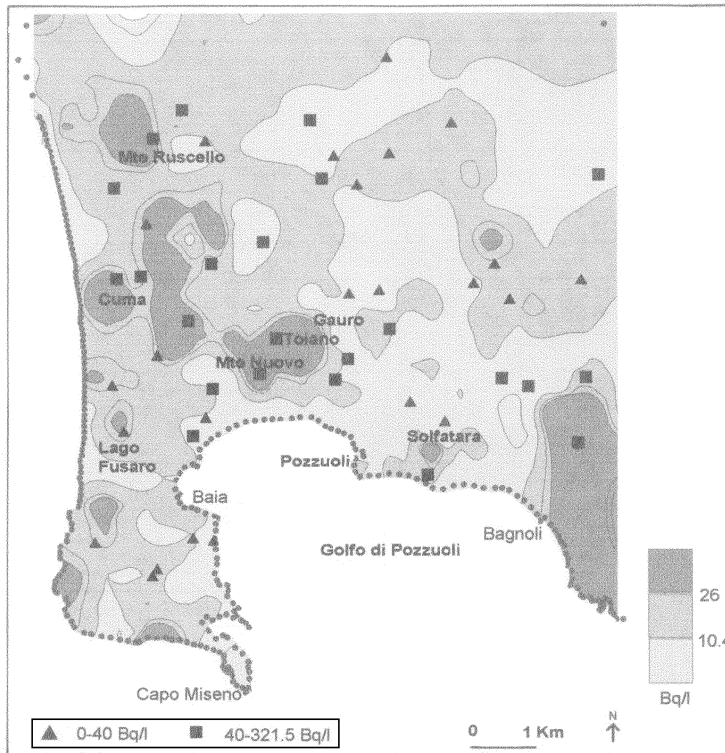 Mte Ruscello
Cuma
Gauro
Toiano
Mte Nuovo
Lago
Fusaro
Solfatara
Pozzuoli
Baia
Bagnoli
Golfo di Pozzuoli
26
10.4
Bq/l
Capo Miseno
0-40 Bq/l
40-321.5 Bq/l
0 1 Km
N